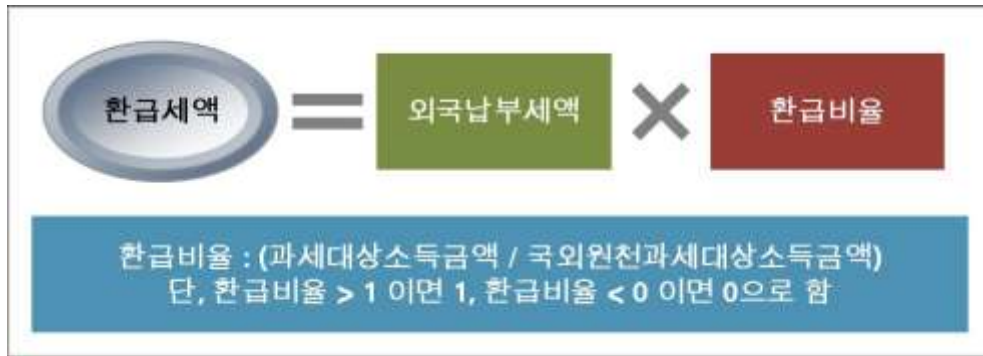 환급세액 = 외국납부세액 × 환급비율
환급비율 : (과세대상소득금액 / 국외원천과세대상소득금액)
단, 환급비율 > 1 이면 1, 환급비율 < 0 이면 0으로 함